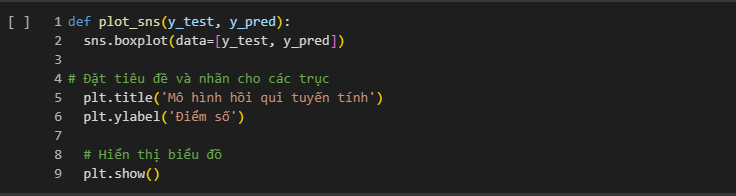 [ ] 1 def plot_sns(y_test, y_pred):
2 sns.boxplot(data=[y_test, y_pred])
3
4 # Đặt tiêu đề và nhãn cho các trục
5 plt.title('Mô hình hồi qui tuyến tính')
6 plt.ylabel('Điểm số')
7
8 # Hiển thị biểu đồ
9 plt.show()